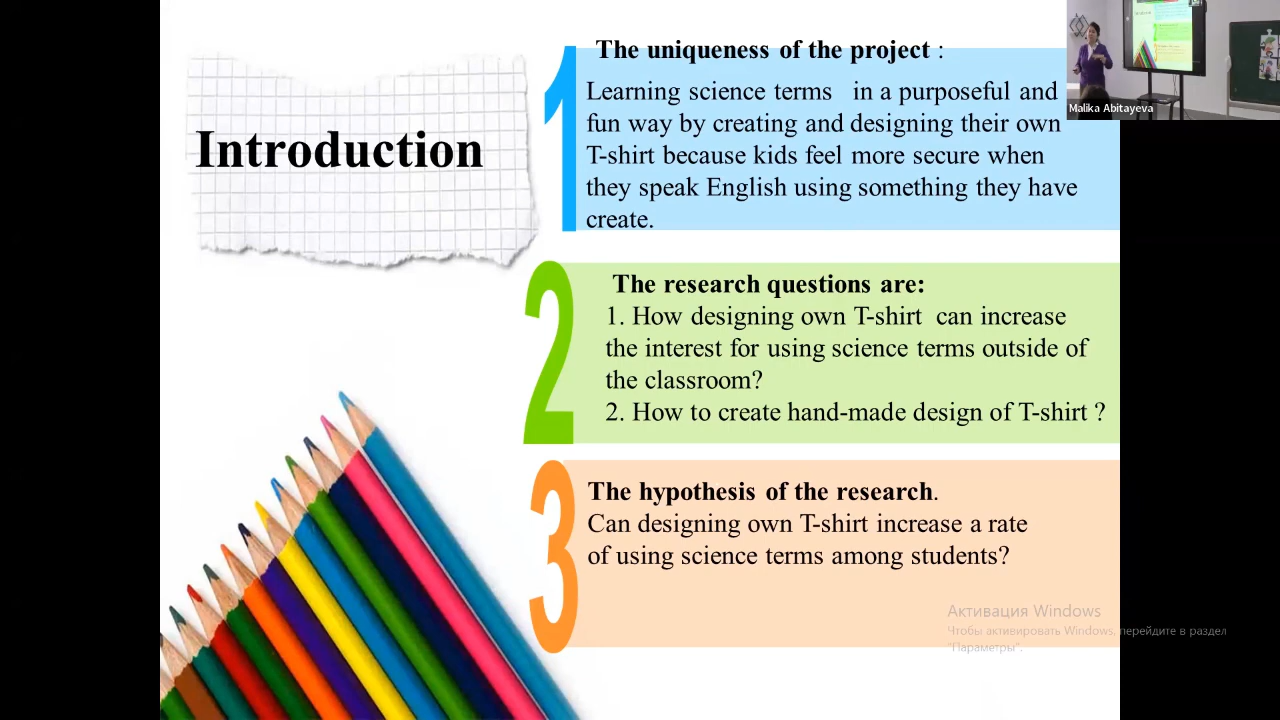 Introduction
1
The uniqueness of the project :
Learning science terms in a purposeful and
fun way by creating and designing their own
T-shirt because kids feel more secure when
they speak English using something they have
create.
2
The research questions are:
1. How designing own T-shirt can increase
the interest for using science terms outside of
the classroom?
2. How to create hand-made design of T-shirt ?
3
The hypothesis of the research.
Can designing own T-shirt increase a rate
of using science terms among students?
Malika Abitayeva
Активация Windows
Чтобы активировать Windows, перейдите в раздел
"Параметры".